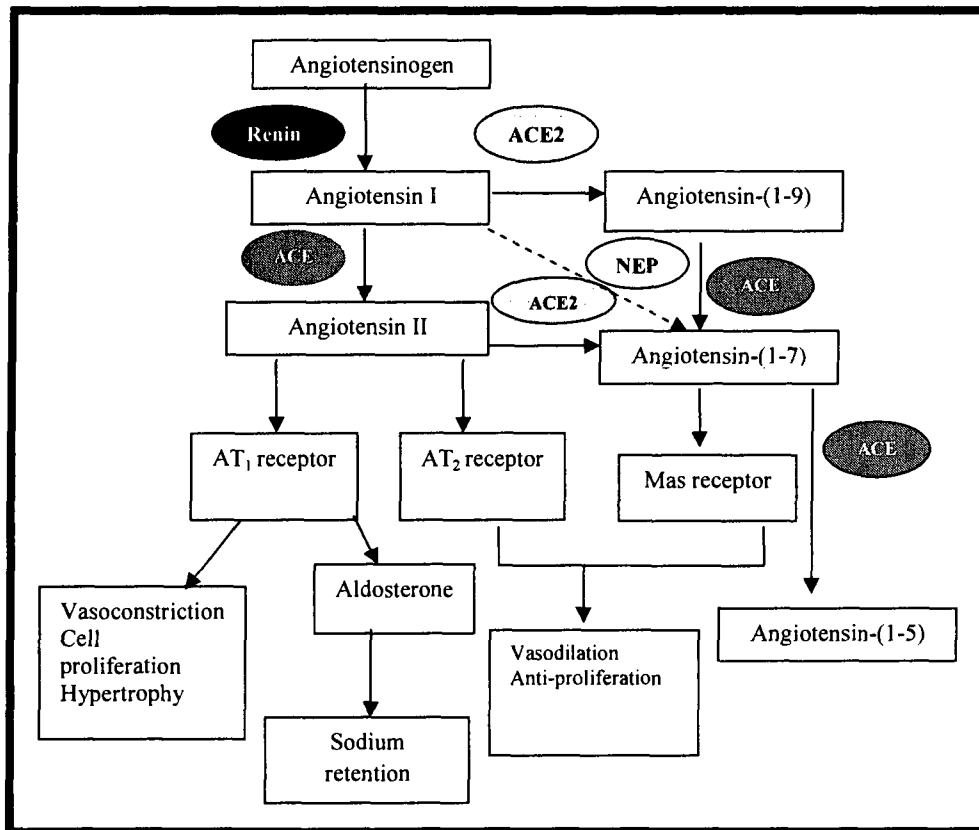 Angiotensinogen
Renin
ACE2
Angiotensin I
Angiotensin-(1-9)
ACE
NEP
ACE
ACE2
Angiotensin II
Angiotensin-(1-7)
AT₁ receptor
AT₂ receptor
ACE
Mas receptor
Aldosterone
Vasoconstriction
Cell
proliferation
Hypertrophy
Vasodilation
Anti-proliferation
Angiotensin-(1-5)
Sodium
retention